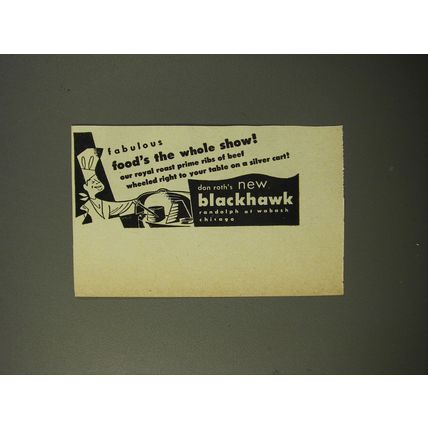 fabulous
food's the whole show!
our royal roast prime ribs of beef
wheeled right to your table on a silver cart!
don roth's new
blackhawk
randolph at wabash
chicago